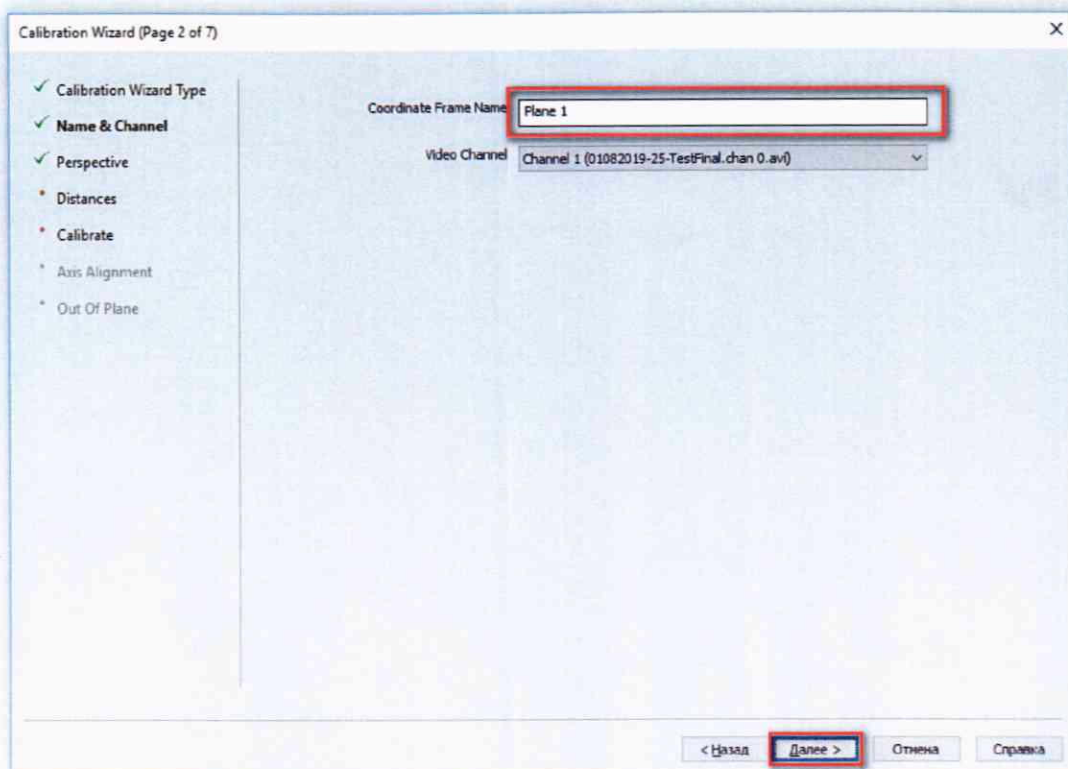 Calibration Wizard (Page 2 of 7)
Calibration Wizard Type
Name & Channel
Perspective
Distances
Calibrate
Axis Alignment
Out Of Plane
Coordinate Frame Name
Plane 1
Video Channel
Channel 1 (01082019-25-TestFinal.chan 0.avi)
< Назад
Далее >
Отмена
Справка